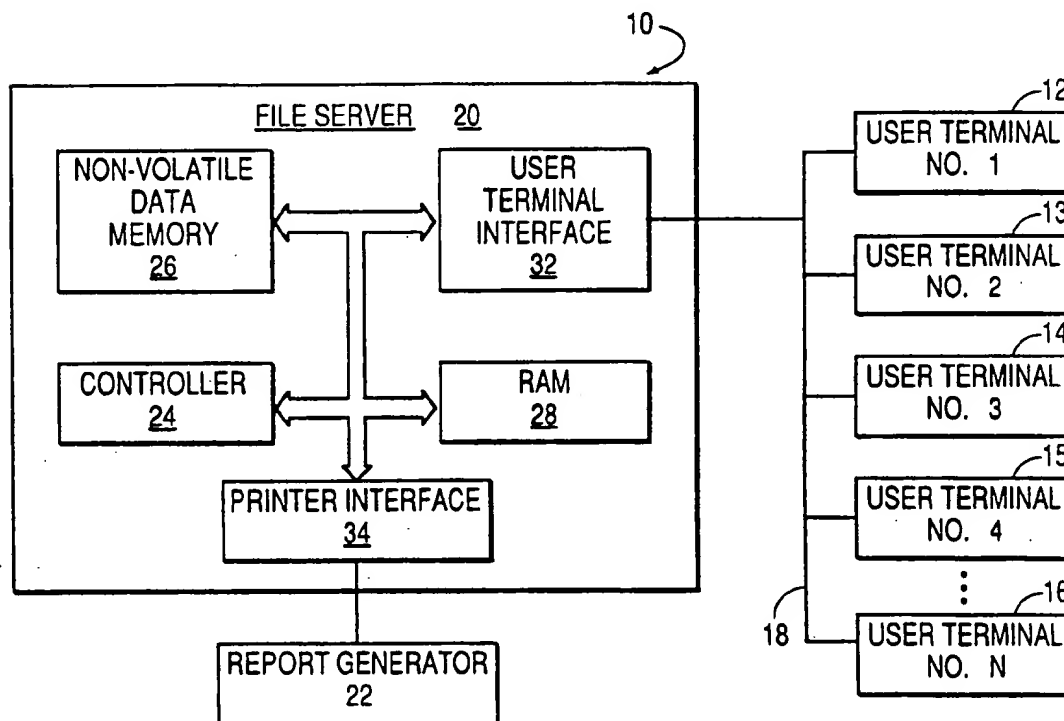 10
FILE SERVER 20
NON-VOLATILE
DATA
MEMORY
26
USER
TERMINAL
INTERFACE
32
CONTROLLER
24
RAM
28
PRINTER INTERFACE
34
REPORT GENERATOR
22
12
USER TERMINAL
NO. 1
13
USER TERMINAL
NO. 2
14
USER TERMINAL
NO. 3
15
USER TERMINAL
NO. 4
16
USER TERMINAL
NO. N
18